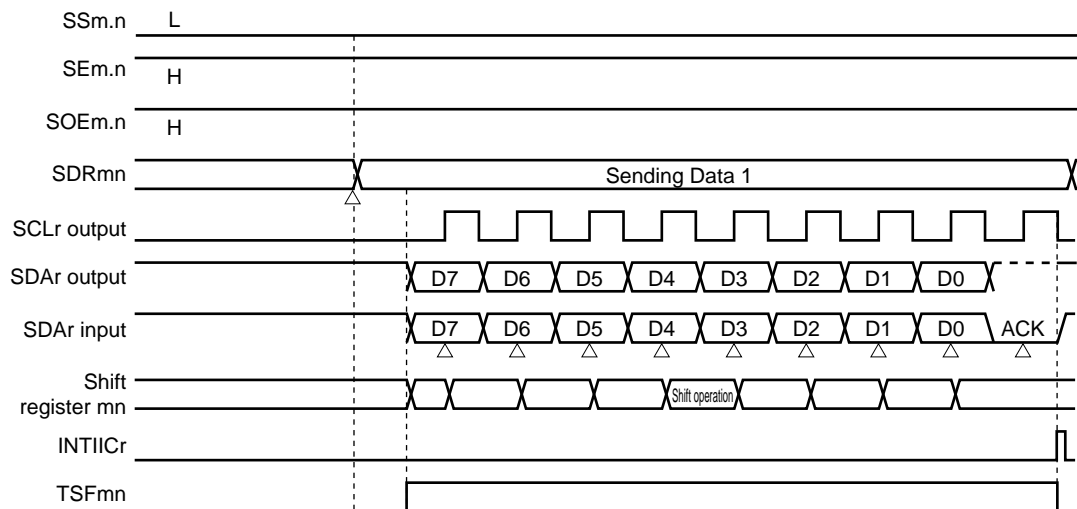 SSm.n L
SEm.n H
SOEm.n H
SDRmn Sending Data 1
SCLr output
SDAr output D7 D6 D5 D4 D3 D2 D1 D0
SDAr input D7 D6 D5 D4 D3 D2 D1 D0 ACK
Shift
register mn Shift operation
INTIICr
TSFmn